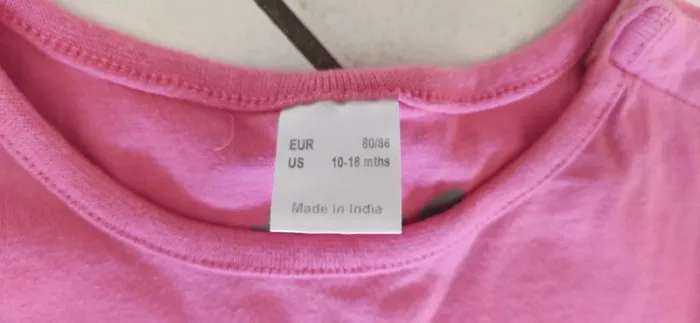 EUR 80/86
US 10-18 mths
Made in India